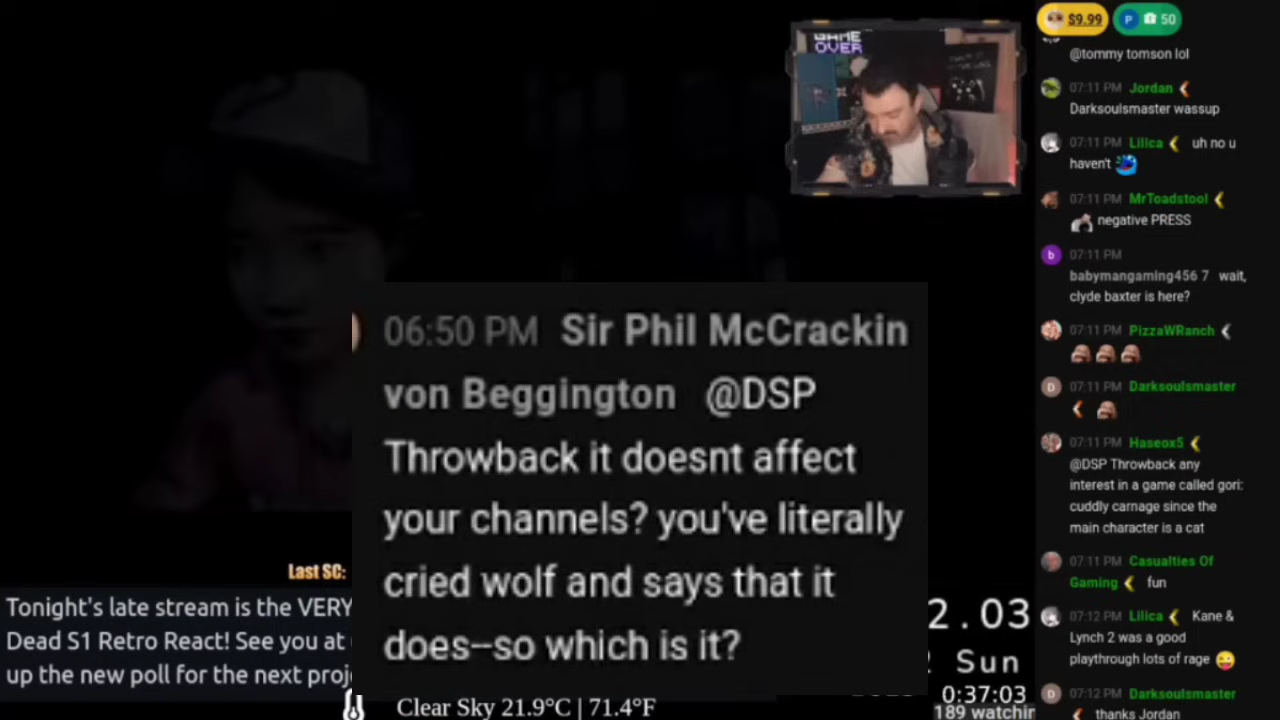 GAME
OVER
$9.99
P 50
@tommy tomson lol
07:11 PM Jordan
Darksoulsmaster wassup
07:11 PM Lilica uh no u
haven't
07:11 PM MrToadstool
negative PRESS
b 07:11 PM
babymangaming456 7 wait,
clyde baxter is here?
07:11 PM PizzaWRanch
D 07:11 PM Darksoulsmaster
07:11 PM Haseox5
@DSP Throwback any
interest in a game called gori:
cuddly carnage since the
main character is a cat
07:11 PM Casualties Of
Gaming fun
07:12 PM Lilica Kane &
Lynch 2 was a good
playthrough lots of rage
D 07:12 PM Darksoulsmaster
thanks Jordan
06:50 PM Sir Phil McCrackin
von Beggington @DSP
Throwback it doesnt affect
your channels? you've literally
cried wolf and says that it
does--so which is it?
Last SC:
Tonight's late stream is the VERY
Dead S1 Retro React! See you at
up the new poll for the next proj
2.03
Sun
0:37:03
189 watchin
Clear Sky 21.9°C | 71.4°F